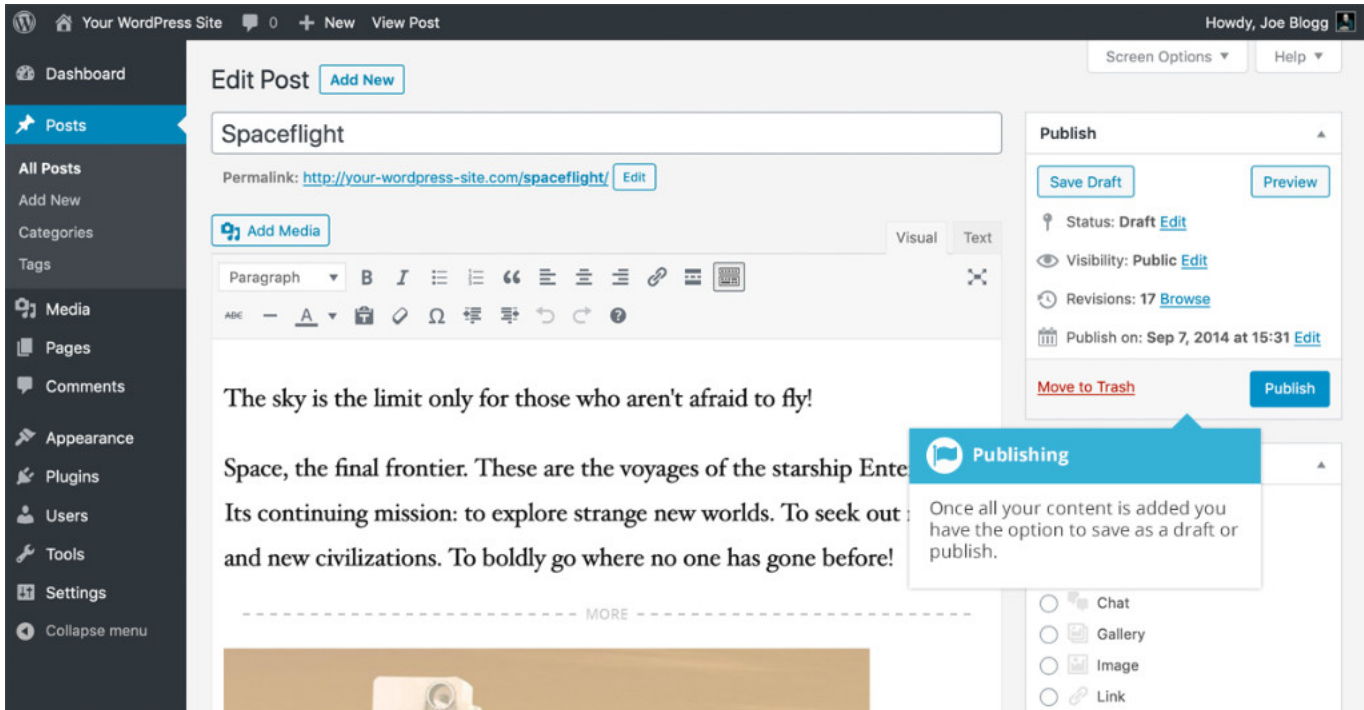 Your WordPress Site 0 + New View Post Howdy, Joe Blogg
Screen Options Help
Dashboard
Posts
All Posts
Add New
Categories
Tags
Media
Pages
Comments
Appearance
Plugins
Users
Tools
Settings
Collapse menu
Edit Post Add New
Spaceflight
Permalink: http://your-wordpress-site.com/spaceflight/ Edit
Add Media
Visual Text
Paragraph B I
ABC A Ω
The sky is the limit only for those who aren't afraid to fly!
Space, the final frontier. These are the voyages of the starship
Its continuing mission: to explore strange new worlds. To seek out
and new civilizations. To boldly go where no one has gone before!
MORE
Publish
Save Draft Preview
Status: Draft Edit
Visibility: Public Edit
Revisions: 17 Browse
Publish on: Sep 7, 2014 at 15:31 Edit
Move to Trash Publish
Publishing
Once all your content is added you
have the option to save as a draft or
publish.
Chat
Gallery
Image
Link